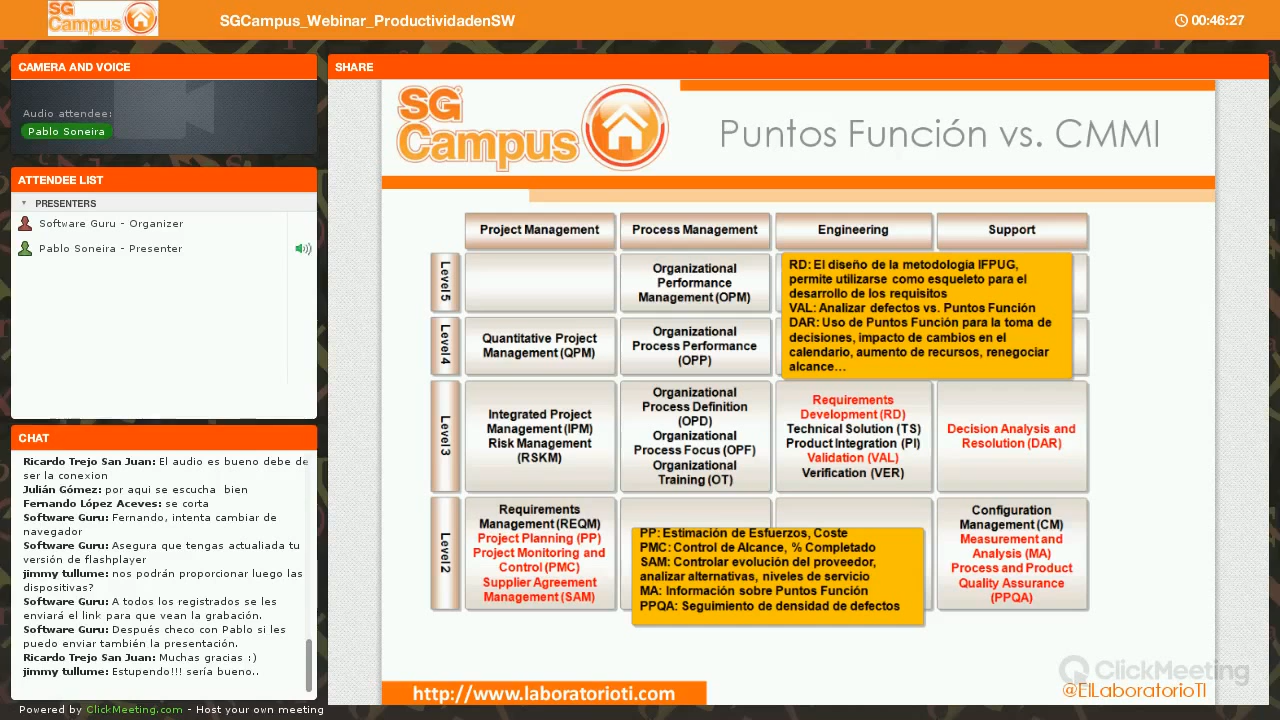 SG
Campus
SGCampus_Webinar_ProductividadenSW
00:46:27
CAMERA AND VOICE
Audio attendee:
Pablo Soneira
ATTENDEE LIST
PRESENTERS
Software Guru - Organizer
Pablo Soneira - Presenter
CHAT
Ricardo Trejo San Juan: El audio es bueno debe de
ser la conexion
Julián Gómez: por aqui se escucha bien
Fernando López Aceves: se corta
Software Guru: Fernando, intenta cambiar de
navegador
Software Guru: Asegura que tengas actualiada tu
versión de flashplayer
jimmy tullume: nos podrán proporcionar luego las
dispositivas?
Software Guru: A todos los registrados se les
enviará el link para que vean la grabación.
Software Guru: Después checo con Pablo si les
puedo enviar también la presentación.
Ricardo Trejo San Juan: Muchas gracias :)
jimmy tullume: Estupendo!!! sería bueno..
Powered by ClickMeeting.com - Host your own meeting
SHARE
SG
Campus
Puntos Función vs. CMMI
Project Management
Process Management
Engineering
Support
Level 5
Organizational
Performance
Management (OPM)
RD: El diseño de la metodología IFPUG,
permite utilizarse como esqueleto para el
desarrollo de los requisitos
VAL: Analizar defectos vs. Puntos Función
DAR: Uso de Puntos Función para la toma de
decisiones, impacto de cambios en el
calendario, aumento de recursos, renegociar
alcance...
Level 4
Quantitative Project
Management (QPM)
Organizational
Process Performance
(OPP)
Level 3
Integrated Project
Management (IPM)
Risk Management
(RSKM)
Organizational
Process Definition
(OPD)
Organizational
Process Focus (OPF)
Organizational
Training (OT)
Requirements
Development (RD)
Technical Solution (TS)
Product Integration (PI)
Validation (VAL)
Verification (VER)
Decision Analysis and
Resolution (DAR)
Level 2
Requirements
Management (REQM)
Project Planning (PP)
Project Monitoring and
Control (PMC)
Supplier Agreement
Management (SAM)
PP: Estimación de Esfuerzos, Coste
PMC: Control de Alcance, % Completado
SAM: Controlar evolución del proveedor,
analizar alternativas, niveles de servicio
MA: Información sobre Puntos Función
PPQA: Seguimiento de densidad de defectos
Configuration
Management (CM)
Measurement and
Analysis (MA)
Process and Product
Quality Assurance
(PPQA)
ClickMeeting
http://www.laboratorioti.com
@ElLaboratorioTI